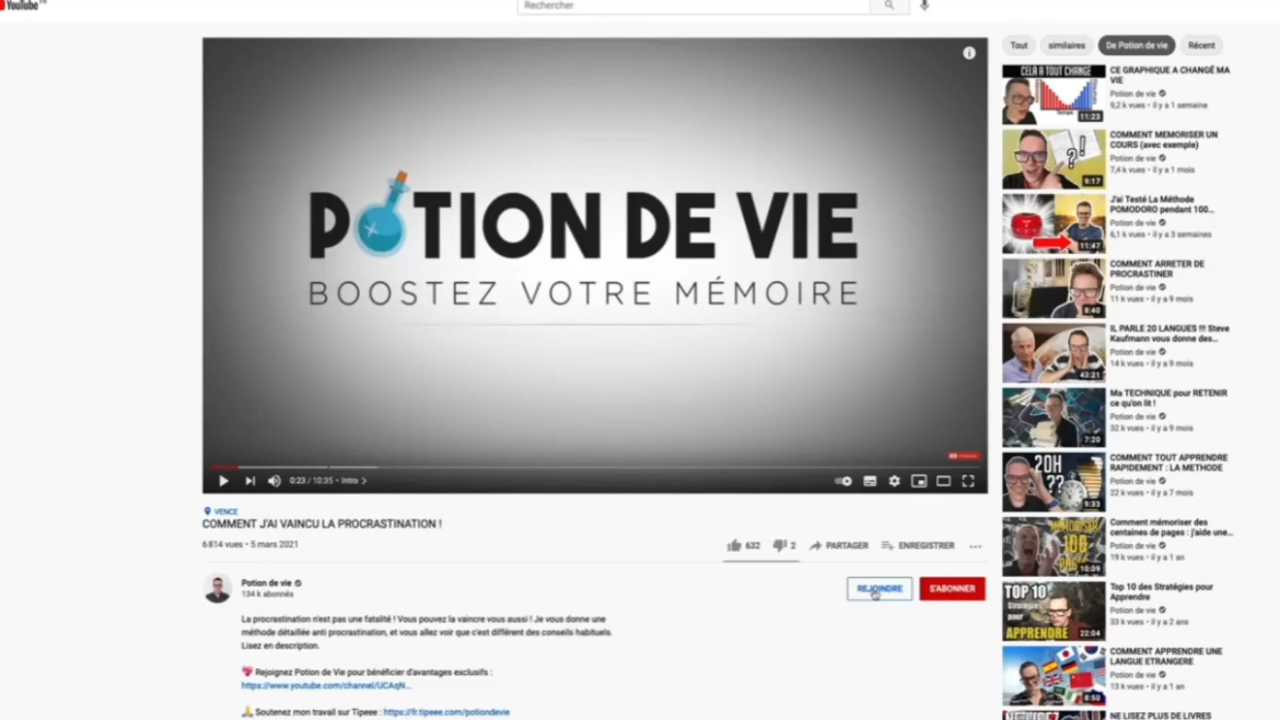 YouTube
Rechercher
Tout
similaires
De Potion de vie
Récent
POTION DE VIE
BOOSTEZ VOTRE MÉMOIRE
0:23 / 10:35 • Intro
VENCE
COMMENT J'AI VAINCU LA PROCRASTINATION !
6 814 vues • 5 mars 2021
632
2
PARTAGER
ENREGISTRER
Potion de vie
134 k abonnés
REJOINDRE
S'ABONNER
La procrastination n'est pas une fatalité ! Vous pouvez la vaincre vous aussi ! Je vous donne une
méthode détaillée anti procrastination, et vous allez voir que c'est différent des conseils habituels.
Lisez en description.
💖 Rejoignez Potion de Vie pour bénéficier d'avantages exclusifs :
https://www.youtube.com/channel/UCAqN...
🙏 Soutenez mon travail sur Tipeee : https://fr.tipeee.com/potiondevie
CELA A TOUT CHANGÉ
Temps
11:23
CE GRAPHIQUE A CHANGÉ MA
VIE
Potion de vie
9,2 k vues • il y a 1 semaine
?!
9:17
COMMENT MEMORISER UN
COURS (avec exemple)
Potion de vie
7,4 k vues • il y a 1 mois
11:47
J'ai Testé La Méthode
POMODORO pendant 100...
Potion de vie
6,1 k vues • il y a 3 semaines
8:40
COMMENT ARRETER DE
PROCRASTINER
Potion de vie
11 k vues • il y a 9 mois
43:21
IL PARLE 20 LANGUES !!! Steve
Kaufmann vous donne des...
Potion de vie
14 k vues • il y a 9 mois
7:20
Ma TECHNIQUE pour RETENIR
ce qu'on lit !
Potion de vie
32 k vues • il y a 9 mois
20H
??
9:33
COMMENT TOUT APPRENDRE
RAPIDEMENT : LA METHODE
Potion de vie
22 k vues • il y a 7 mois
100
10:09
Comment mémoriser des
centaines de pages : j'aide une...
Potion de vie
19 k vues • il y a 1 an
TOP 10
Stratégies
pour
APPRENDRE
22:04
Top 10 des Stratégies pour
Apprendre
Potion de vie
33 k vues • il y a 2 ans
8:50
COMMENT APPRENDRE UNE
LANGUE ETRANGERE
Potion de vie
13 k vues • il y a 1 an
NE LISEZ PLUS DE LIVRES